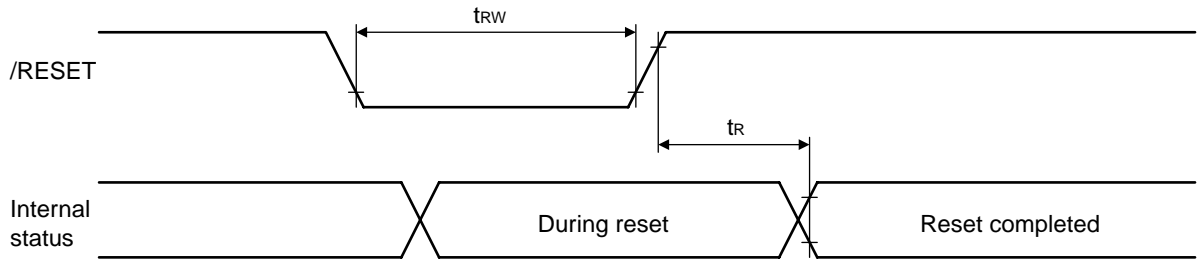 tRW
/RESET
tR
Internal
status
During reset
Reset completed